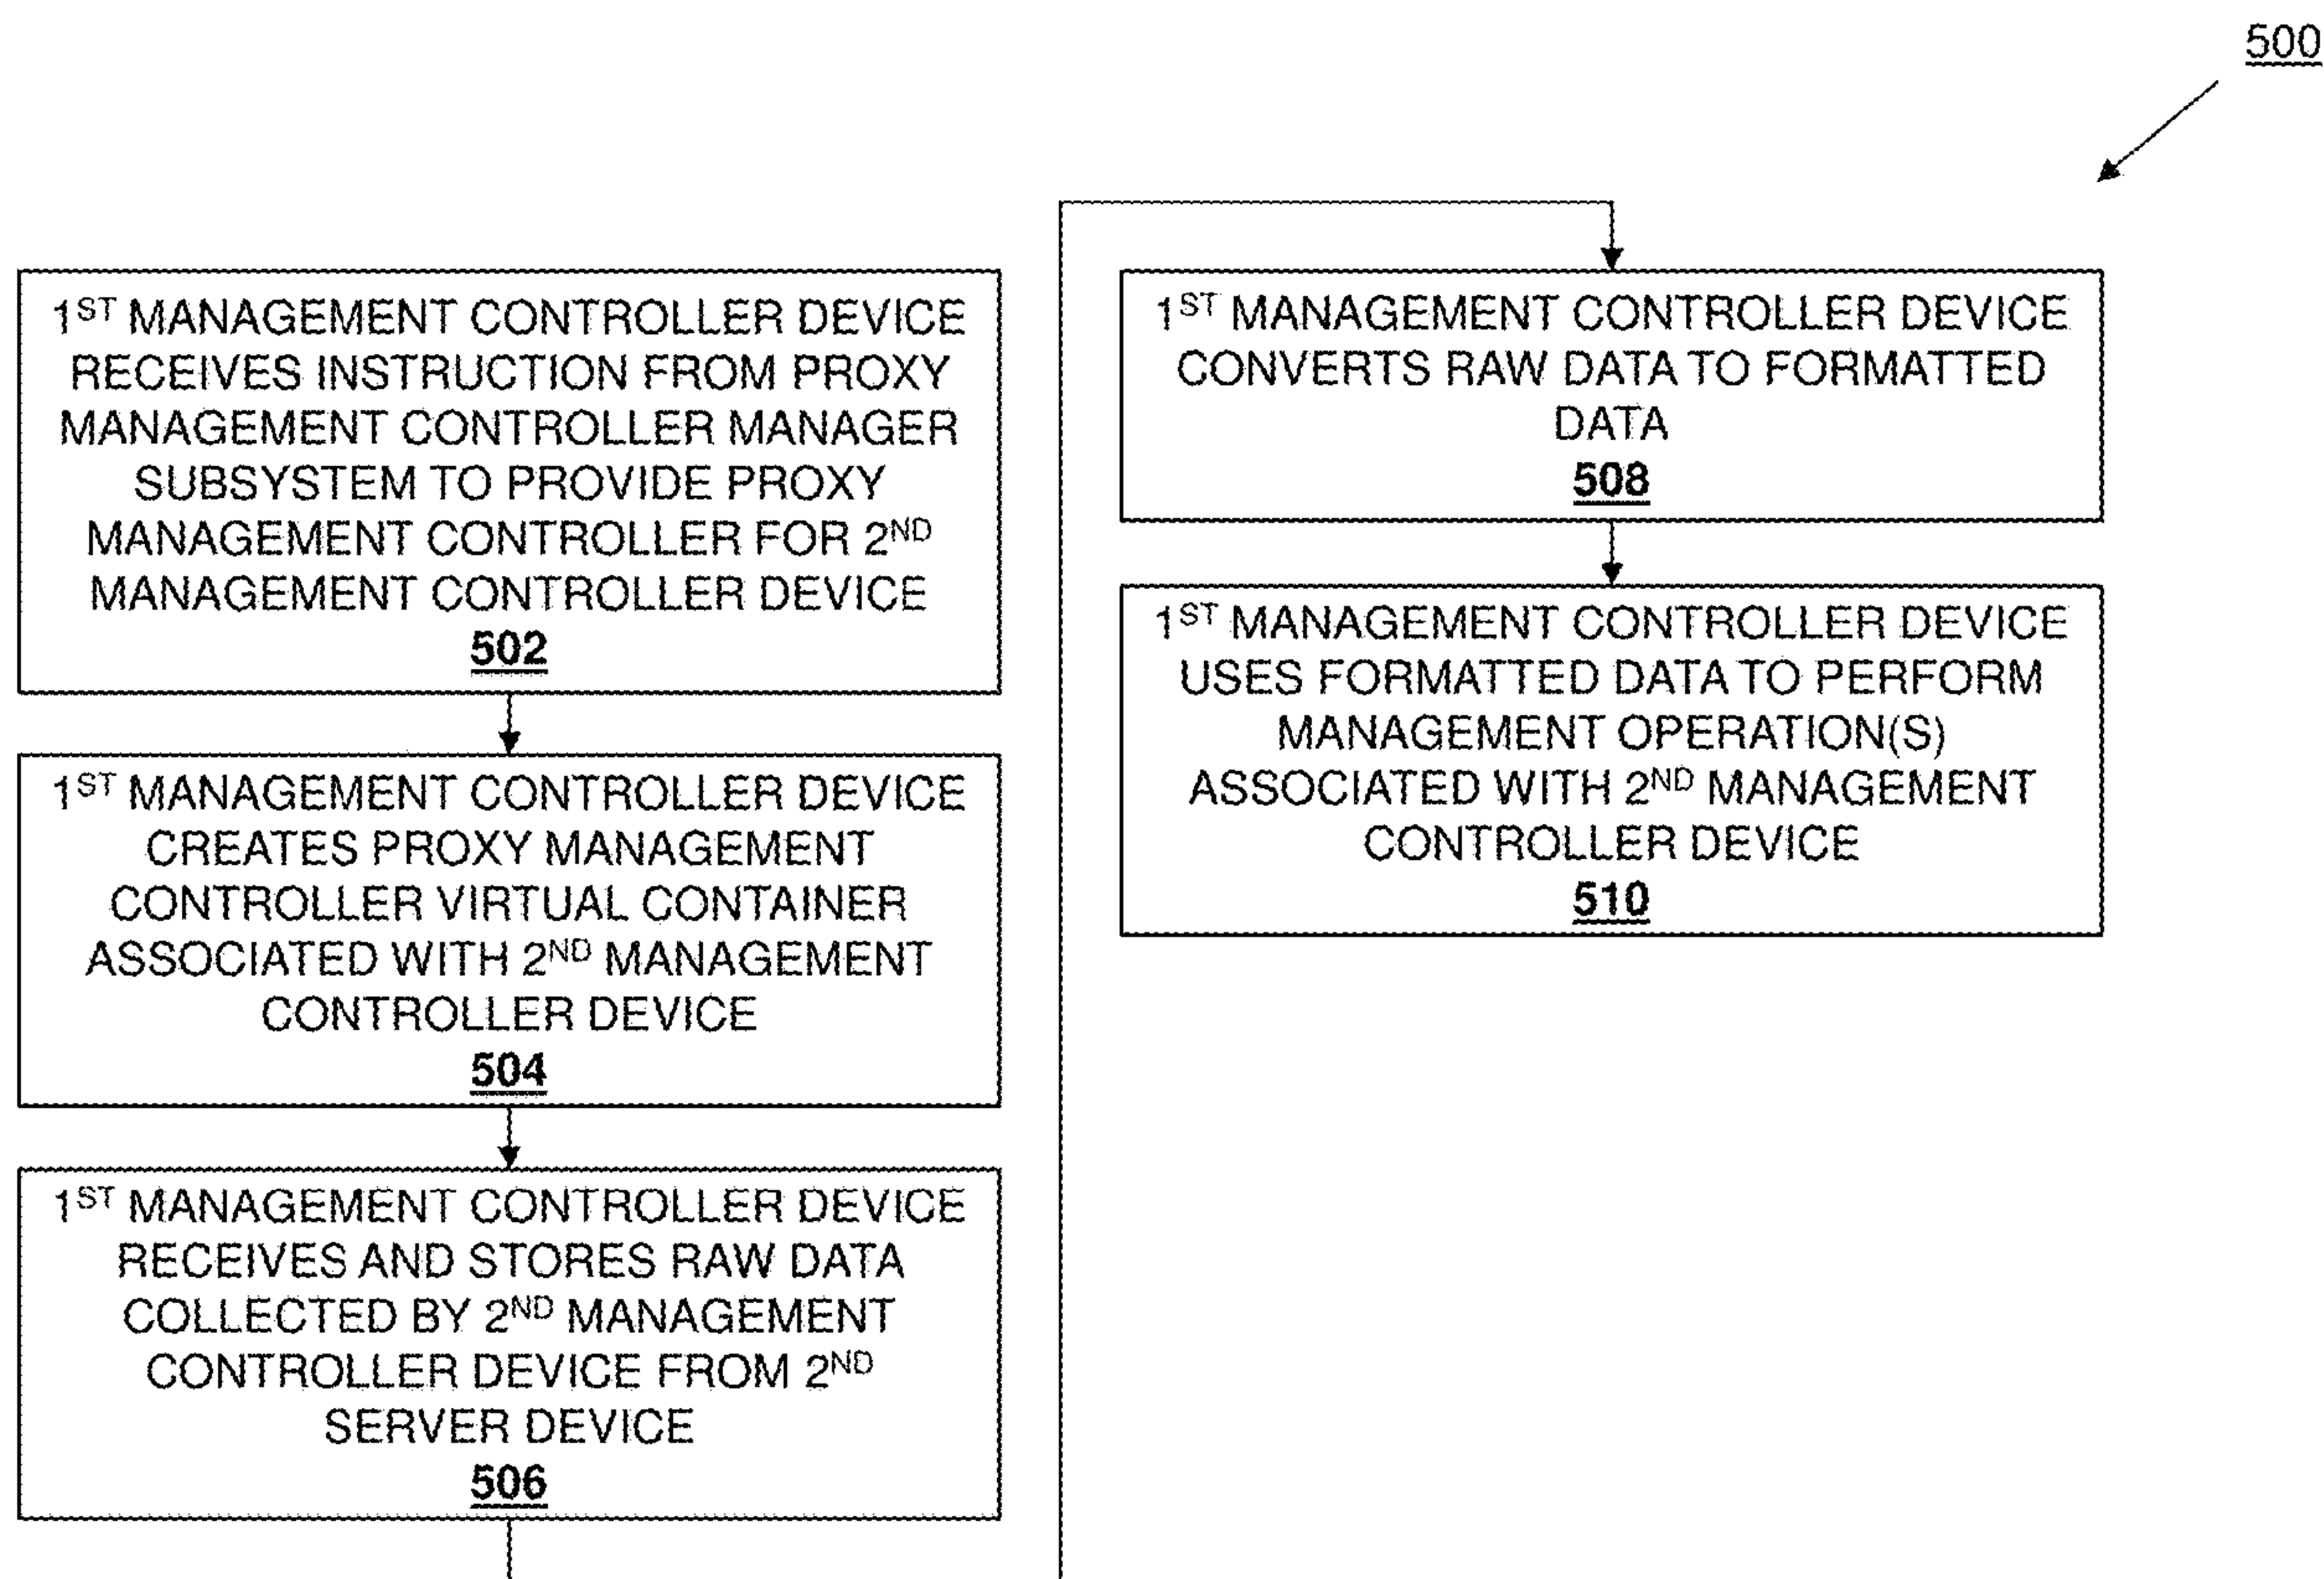 500
1ST MANAGEMENT CONTROLLER DEVICE
RECEIVES INSTRUCTION FROM PROXY
MANAGEMENT CONTROLLER MANAGER
SUBSYSTEM TO PROVIDE PROXY
MANAGEMENT CONTROLLER FOR 2ND
MANAGEMENT CONTROLLER DEVICE
502
1ST MANAGEMENT CONTROLLER DEVICE
CREATES PROXY MANAGEMENT
CONTROLLER VIRTUAL CONTAINER
ASSOCIATED WITH 2ND MANAGEMENT
CONTROLLER DEVICE
504
1ST MANAGEMENT CONTROLLER DEVICE
RECEIVES AND STORES RAW DATA
COLLECTED BY 2ND MANAGEMENT
CONTROLLER DEVICE FROM 2ND
SERVER DEVICE
506
1ST MANAGEMENT CONTROLLER DEVICE
CONVERTS RAW DATA TO FORMATTED
DATA
508
1ST MANAGEMENT CONTROLLER DEVICE
USES FORMATTED DATA TO PERFORM
MANAGEMENT OPERATION(S)
ASSOCIATED WITH 2ND MANAGEMENT
CONTROLLER DEVICE
510